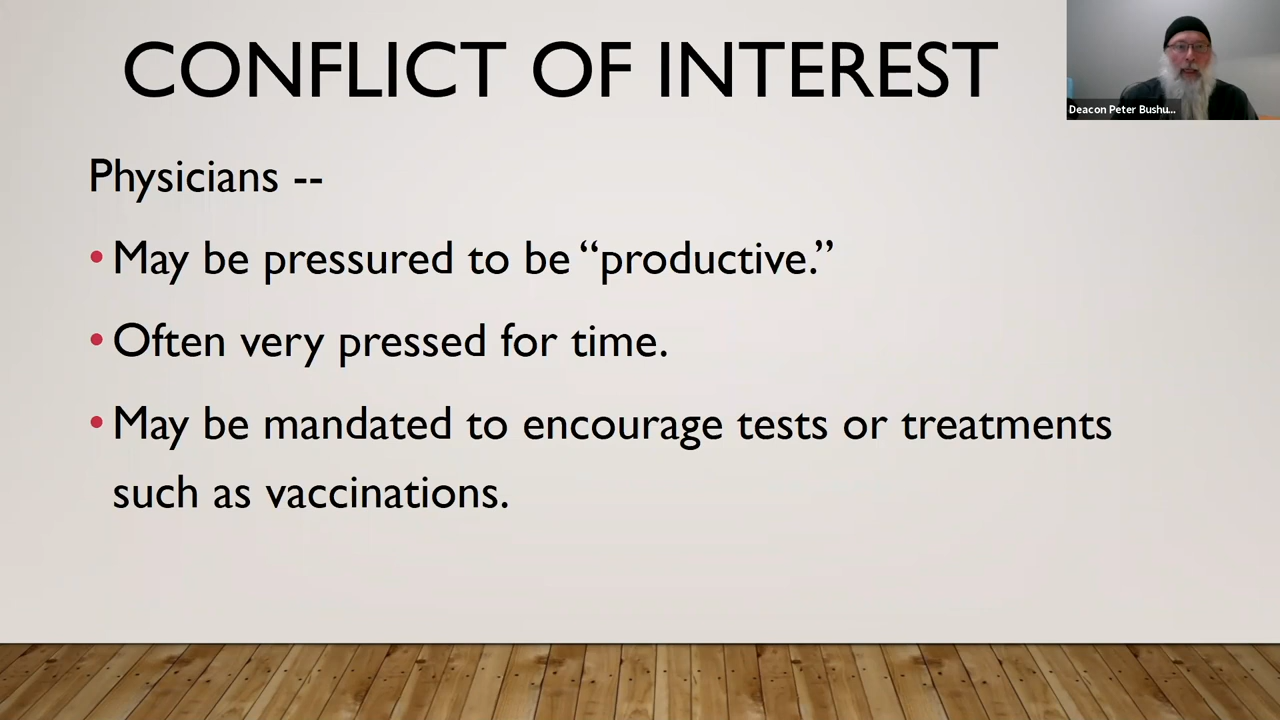 CONFLICT OF INTEREST
Deacon Peter Bushu...
Physicians --
• May be pressured to be “productive.”
• Often very pressed for time.
• May be mandated to encourage tests or treatments
such as vaccinations.